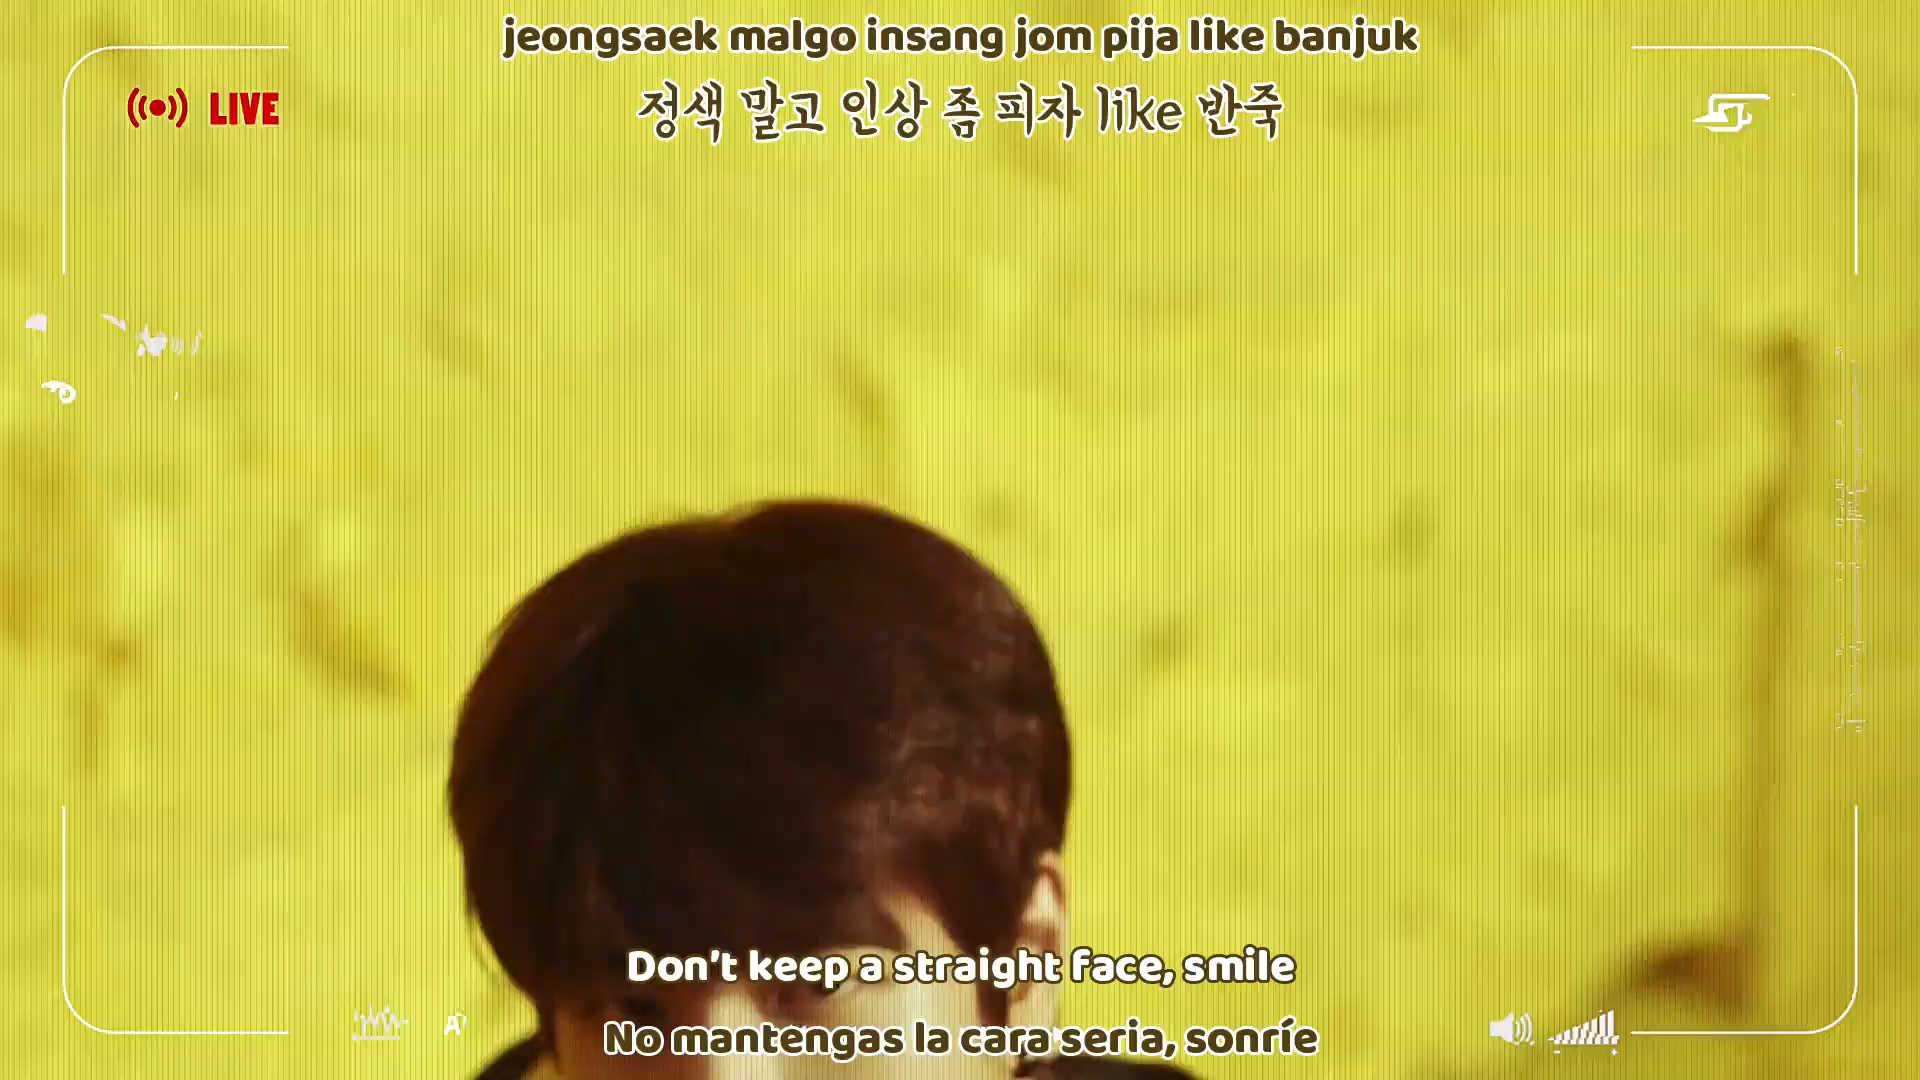 jeongsaek malgo insang jom pija like banjuk
정색 말고 인상 좀 피자 like 반죽
LIVE
A
Don't keep a straight face, smile
No mantengas la cara seria, sonríe